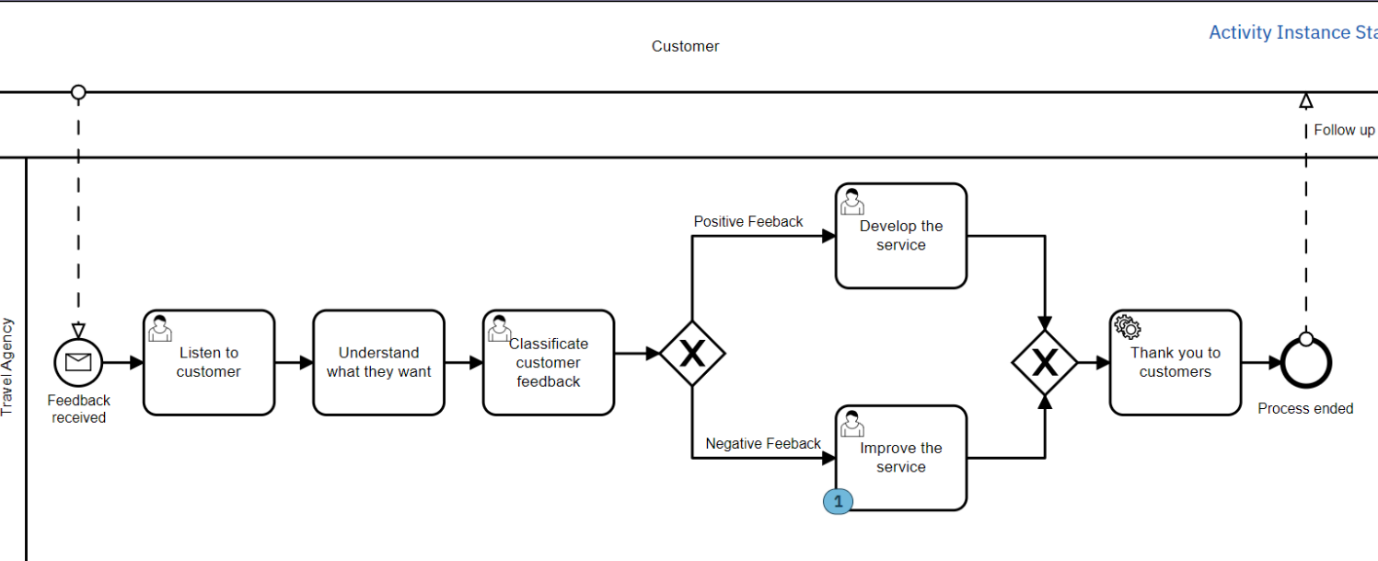 Customer
Activity Instance Sta
Follow up
Travel Agency
Feedback
received
Listen to
customer
Understand
what they want
Classificate
customer
feedback
X
Positive Feeback
Develop the
service
Negative Feeback
Improve the
service
1
X
Thank you to
customers
Process ended